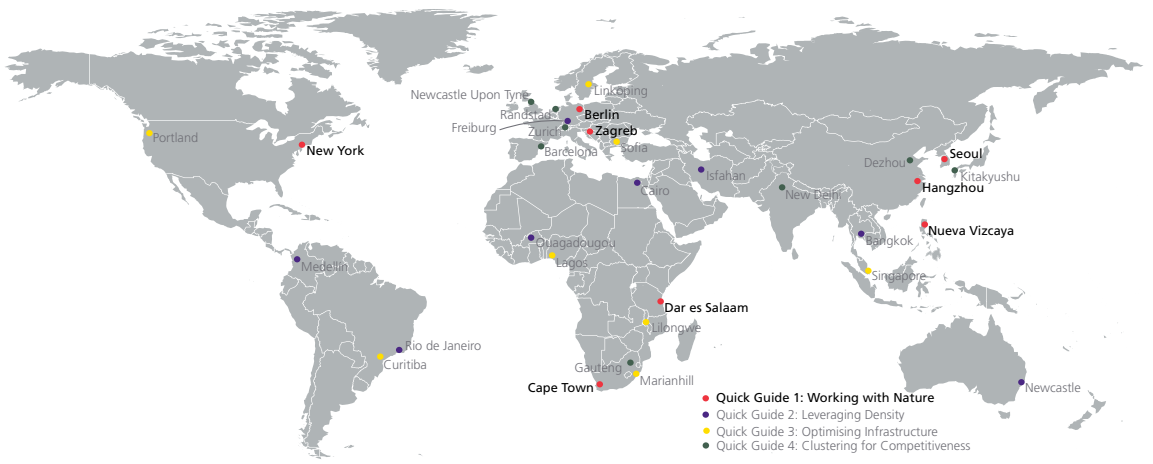 Newcastle Upon Tyne
Linkoping
Randstad
Berlin
Freiburg
Zurich
Zagreb
Portland
New York
Barcelona
Sofia
Seoul
Dezhou
Isfahan
Kitakyushu
Cairo
New Delhi
Hangzhou
Nueva Vizcaya
Ouagadougou
Bangkok
Medellin
Lagos
Singapore
Dar es Salaam
Lilongwe
Rio de Janeiro
Curitiba
Gauteng
Marianhill
Cape Town
Newcastle
Quick Guide 1: Working with Nature
Quick Guide 2: Leveraging Density
Quick Guide 3: Optimising Infrastructure
Quick Guide 4: Clustering for Competitiveness